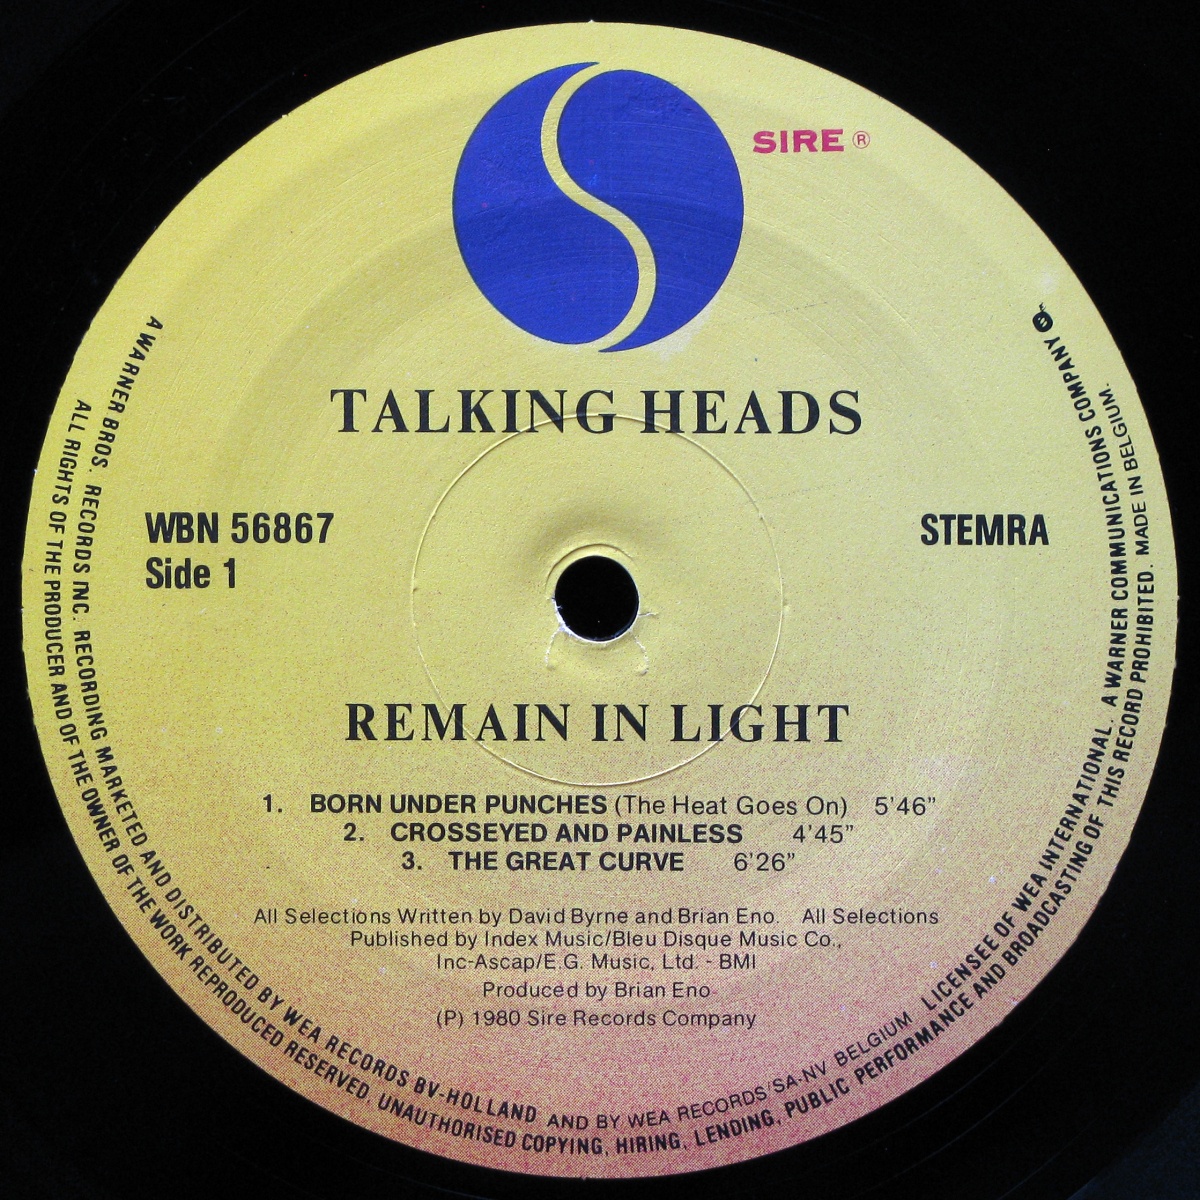 SIRE ®
TALKING HEADS
WBN 56867
Side 1
STEMRA
REMAIN IN LIGHT
1. BORN UNDER PUNCHES (The Heat Goes On) 5'46"
2. CROSSEYED AND PAINLESS 4'45"
3. THE GREAT CURVE 6'26"
All Selections Written by David Byrne and Brian Eno. All Selections
Published by Index Music/Bleu Disque Music Co.,
Inc-Ascap/E.G. Music, Ltd. - BMI
Produced by Brian Eno
(P) 1980 Sire Records Company
A WARNER BROS. RECORDS INC. RECORDING MARKETED AND DISTRIBUTED BY WEA RECORDS BV-HOLLAND AND BY WEA RECORDS/SA-NV BELGIUM LICENSEE OF WEA INTERNATIONAL. A WARNER COMMUNICATIONS COMPANY
ALL RIGHTS OF THE PRODUCER AND OF THE OWNER OF THE WORK REPRODUCED RESERVED. UNAUTHORISED COPYING, HIRING, LENDING, PUBLIC PERFORMANCE AND BROADCASTING OF THIS RECORD PROHIBITED. MADE IN BELGIUM.